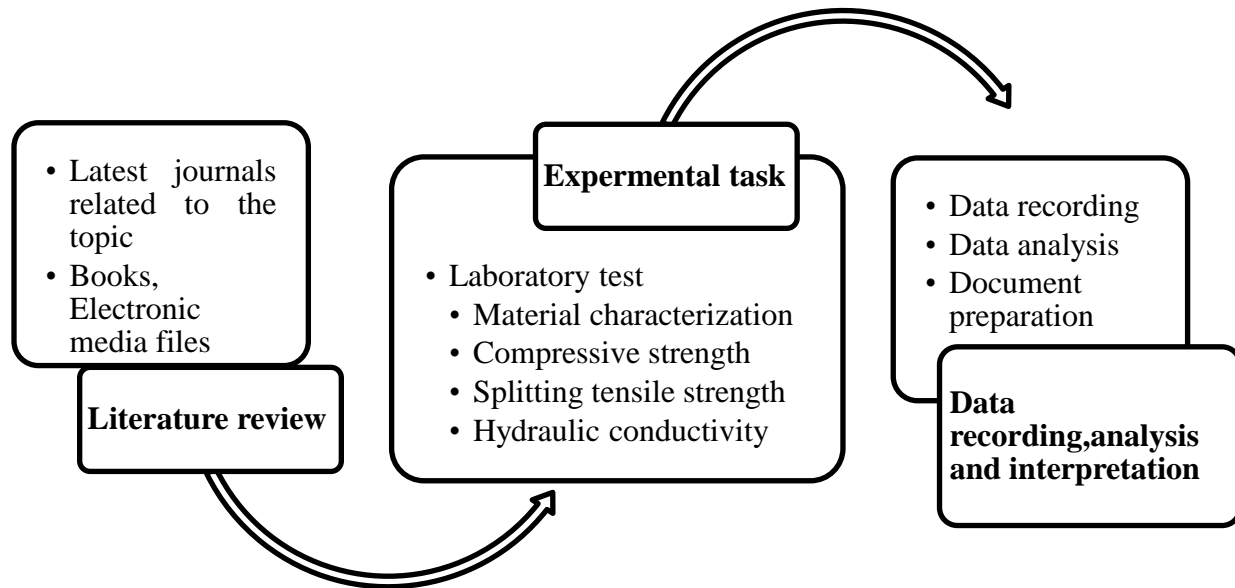 • Latest journals
related to the
topic
• Books,
Electronic
media files
Literature review
Expermental task
• Laboratory test
• Material characterization
• Compressive strength
• Splitting tensile strength
• Hydraulic conductivity
• Data recording
• Data analysis
• Document
preparation
Data
recording,analysis
and interpretation